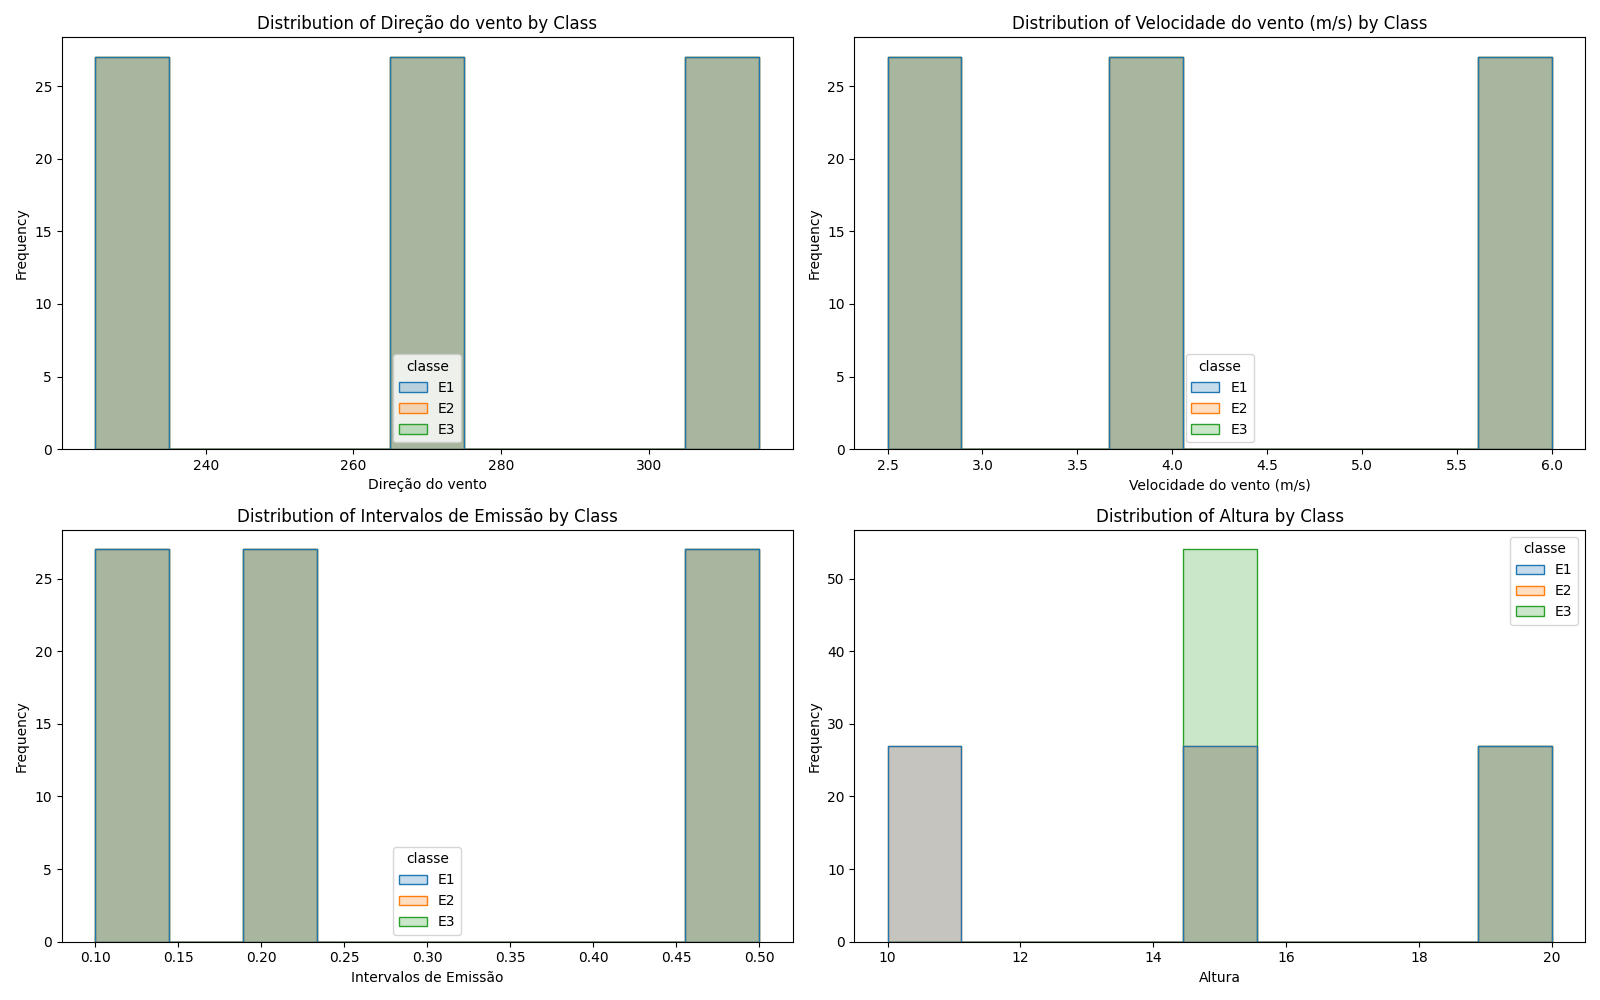 Distribution of Direção do vento by Class
Frequency
25
20
15
10
5
0
240
260
280
300
Direção do vento
classe
E1
E2
E3
Distribution of Velocidade do vento (m/s) by Class
Frequency
25
20
15
10
5
0
2.5
3.0
3.5
4.0
4.5
5.0
5.5
6.0
Velocidade do vento (m/s)
classe
E1
E2
E3
Distribution of Intervalos de Emissão by Class
Frequency
25
20
15
10
5
0
0.10
0.15
0.20
0.25
0.30
0.35
0.40
0.45
0.50
Intervalos de Emissão
classe
E1
E2
E3
Distribution of Altura by Class
Frequency
50
40
30
20
10
0
10
12
14
16
18
20
Altura
classe
E1
E2
E3